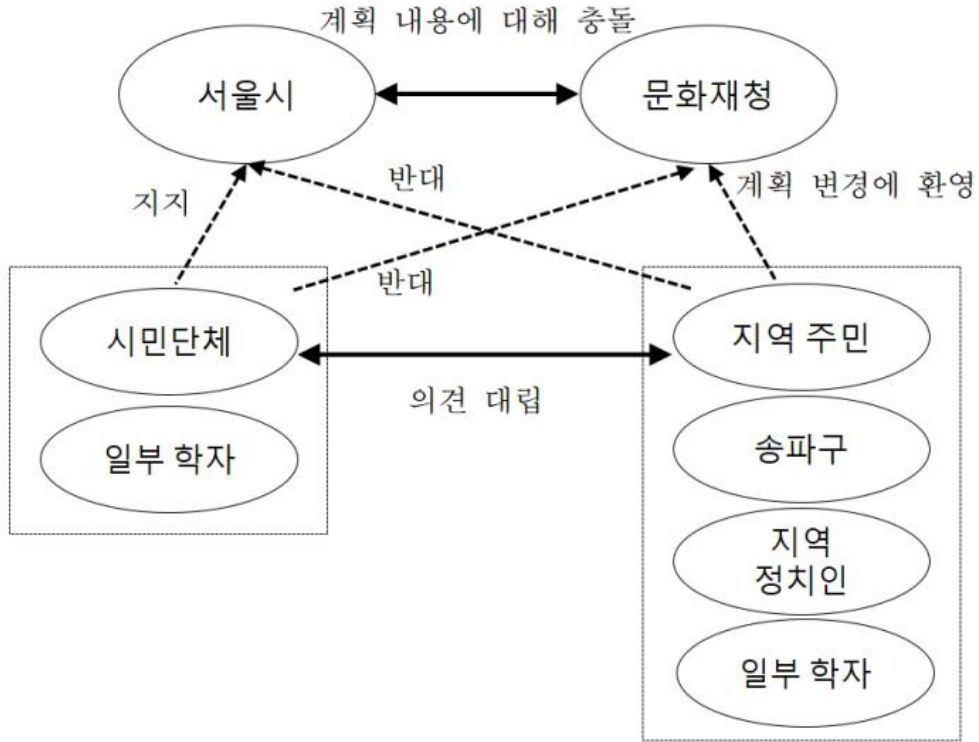 계획 내용에 대해 충돌
서울시
문화재청
지지
반대
계획 변경에 환영
반대
시민단체
지역 주민
의견 대립
일부 학자
송파구
지역
정치인
일부 학자